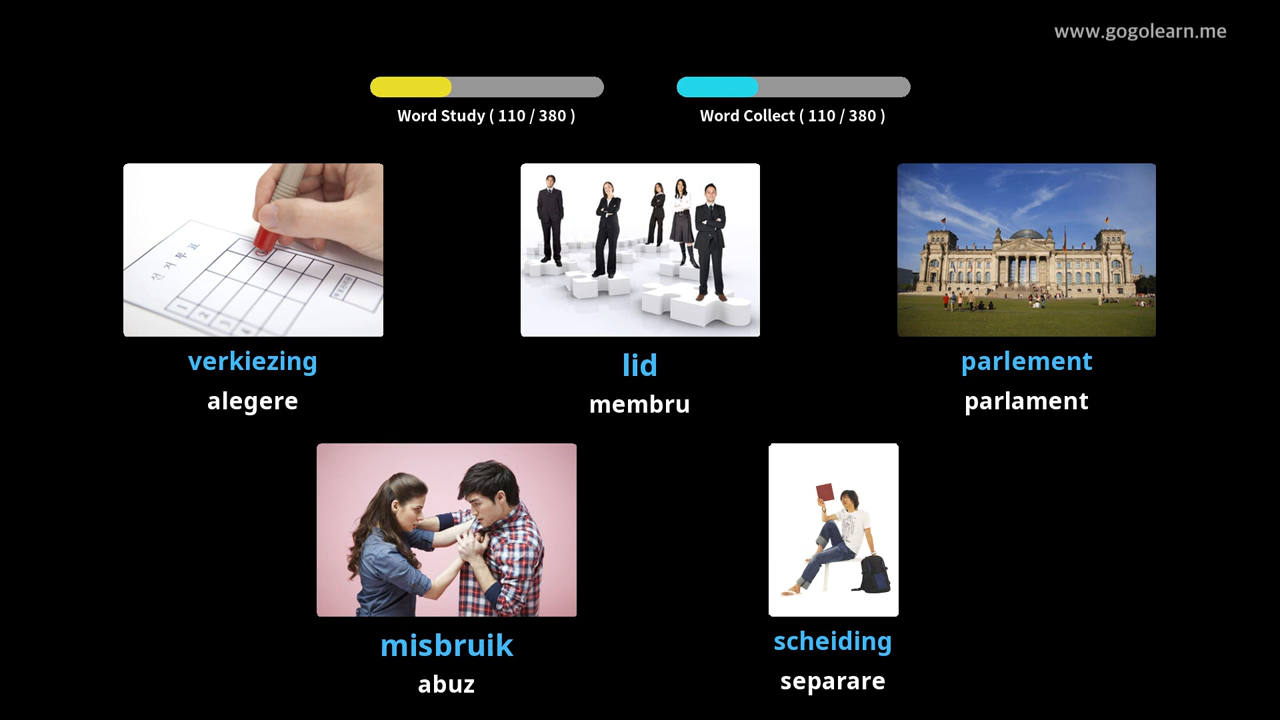 www.gogolearn.me
Word Study ( 110 / 380 )
Word Collect ( 110 / 380 )
verkiezing
alegere
lid
membru
parlement
parlament
misbruik
abuz
scheiding
separare